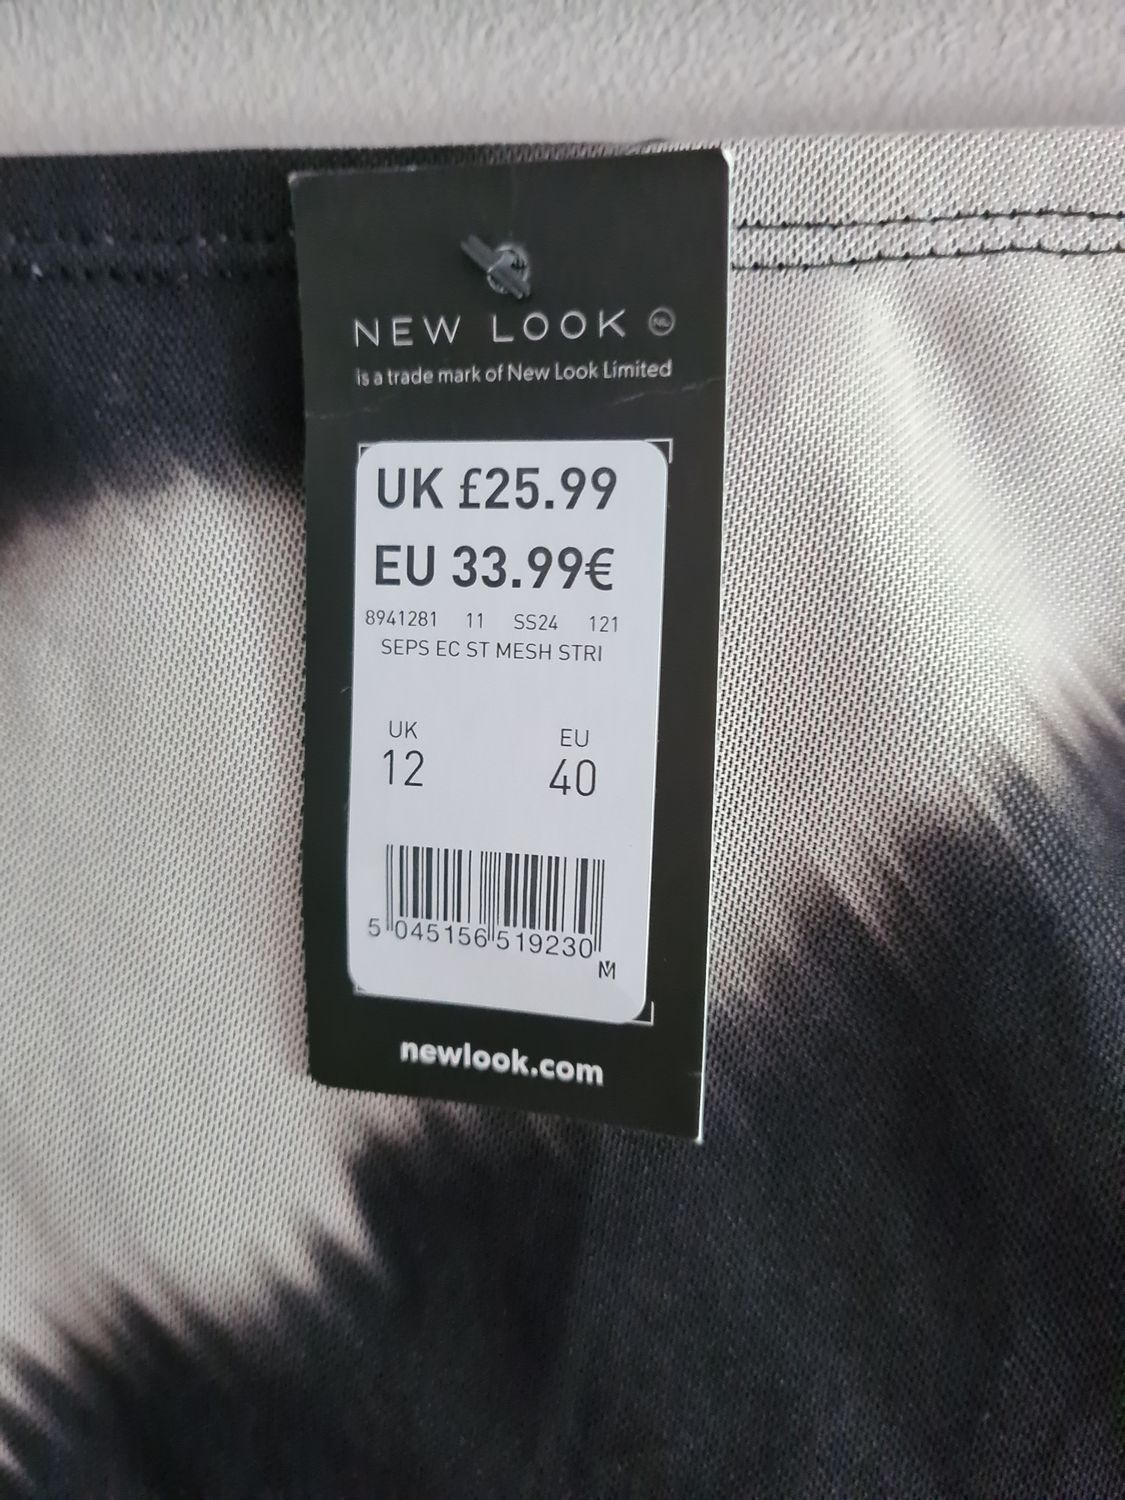 NEW LOOK NL
is a trade mark of New Look Limited
UK £25.99
EU 33.99€
8941281 11 SS24 121
SEPS EC ST MESH STRI
UK EU
12 40
5 045156 519230
M
newlook.com